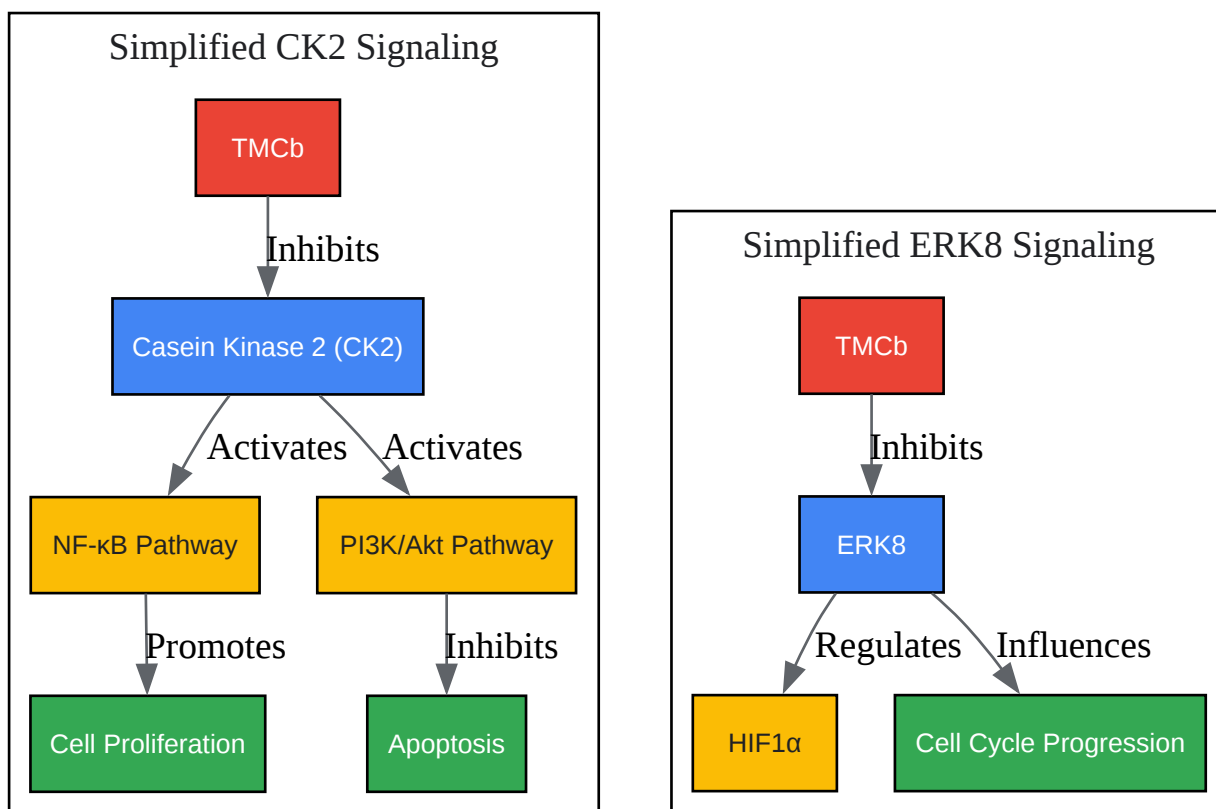 Simplified CK2 Signaling
TMCb
Inhibits
Casein Kinase 2 (CK2)
Activates
Activates
NF-κB Pathway
PI3K/Akt Pathway
Promotes
Inhibits
Cell Proliferation
Apoptosis
Simplified ERK8 Signaling
TMCb
Inhibits
ERK8
Regulates
Influences
HIF1α
Cell Cycle Progression